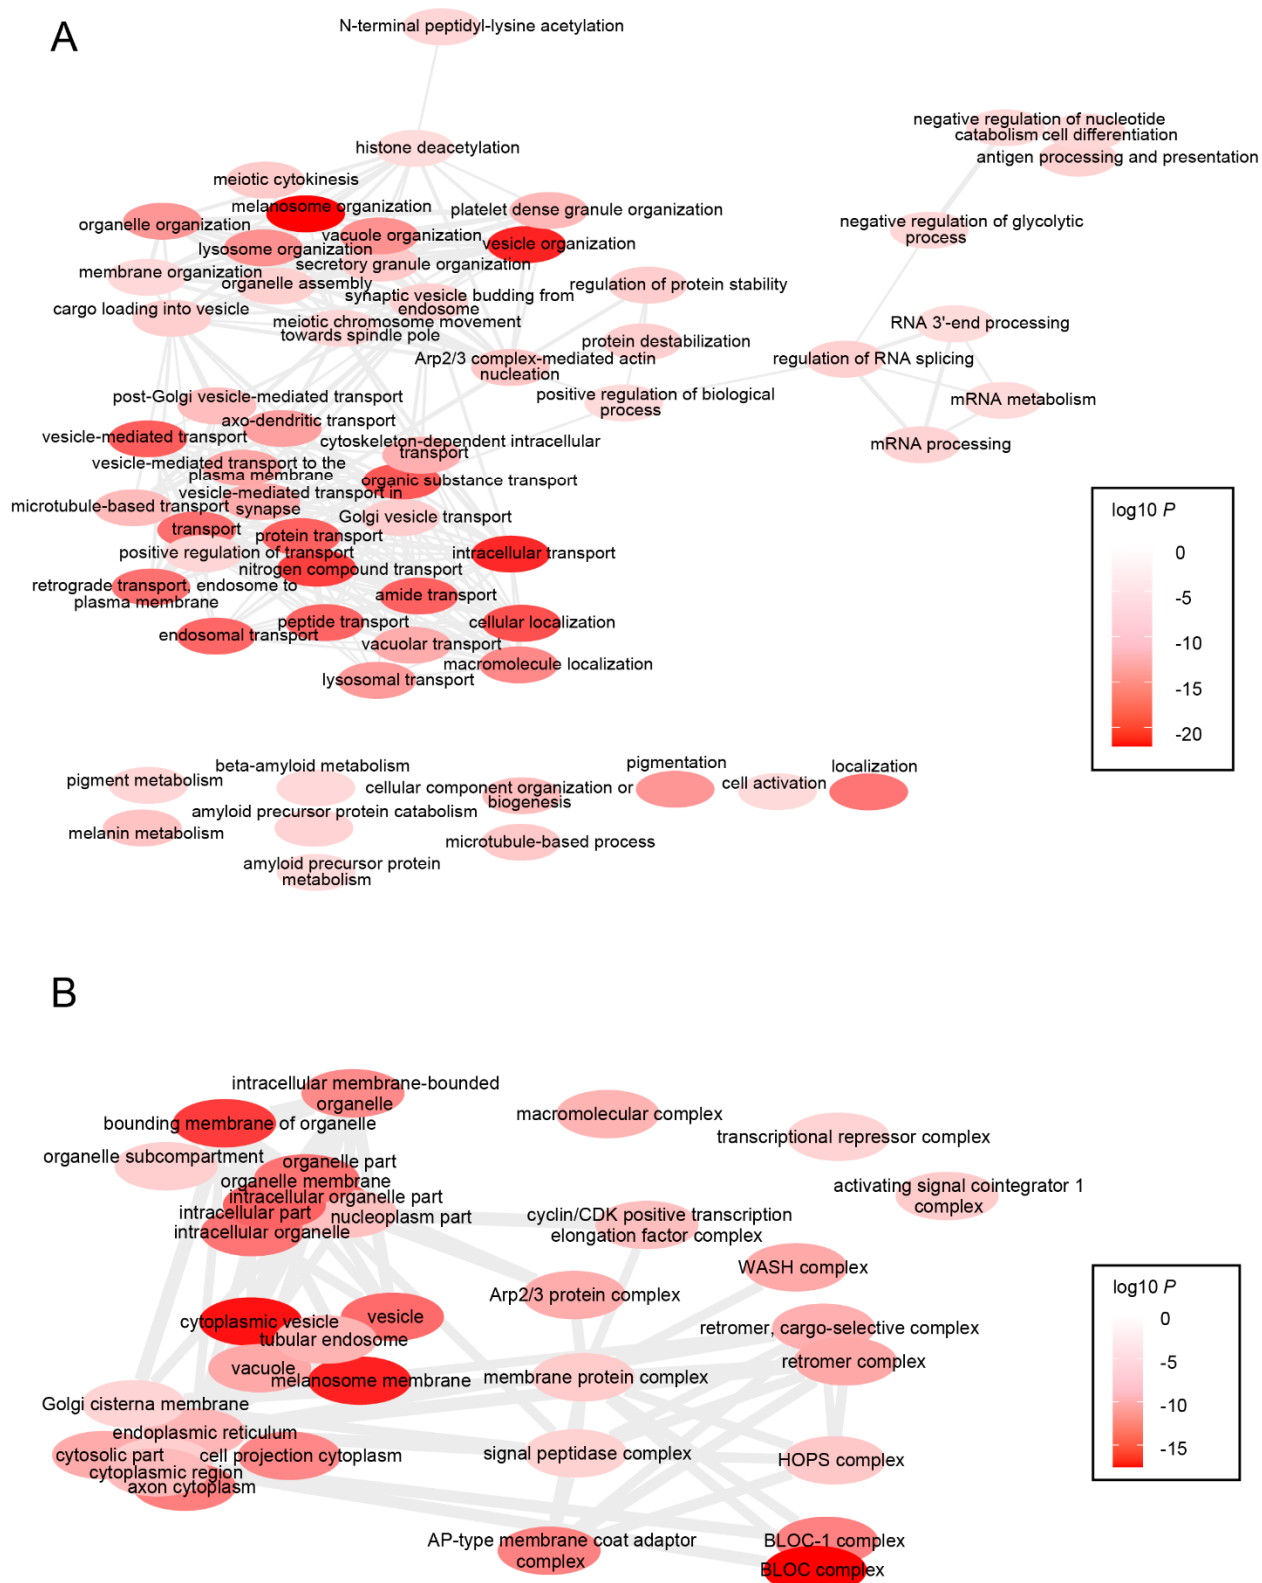 A
N-terminal peptidyl-lysine acetylation
negative regulation of nucleotide
catabolism cell differentiation
antigen processing and presentation
histone deacetylation
meiotic cytokinesis
melanosome organization
platelet dense granule organization
organelle organization
vacuole organization
vesicle organization
lysosome organization
secretory granule organization
negative regulation of glycolytic
process
membrane organization
organelle assembly
regulation of protein stability
synaptic vesicle budding from
endosome
cargo loading into vesicle
meiotic chromosome movement
towards spindle pole
RNA 3'-end processing
protein destabilization
Arp2/3 complex-mediated actin
nucleation
regulation of RNA splicing
positive regulation of biological
process
mRNA metabolism
post-Golgi vesicle-mediated transport
axo-dendritic transport
vesicle-mediated transport
cytoskeleton-dependent intracellular
transport
mRNA processing
vesicle-mediated transport to the
plasma membrane
organic substance transport
vesicle-mediated transport in
synapse
microtubule-based transport
Golgi vesicle transport
transport
protein transport
positive regulation of transport
intracellular transport
nitrogen compound transport
retrograde transport, endosome to
plasma membrane
amide transport
peptide transport
cellular localization
endosomal transport
vacuolar transport
macromolecule localization
lysosomal transport
log10 P
0
-5
-10
-15
-20
pigment metabolism
beta-amyloid metabolism
cellular component organization or
biogenesis
pigmentation
cell activation
localization
amyloid precursor protein catabolism
melanin metabolism
microtubule-based process
amyloid precursor protein
metabolism
B
intracellular membrane-bounded
organelle
bounding membrane of organelle
macromolecular complex
transcriptional repressor complex
organelle subcompartment
organelle part
organelle membrane
intracellular organelle part
intracellular part
nucleoplasm part
intracellular organelle
activating signal cointegrator 1
complex
cyclin/CDK positive transcription
elongation factor complex
WASH complex
Arp2/3 protein complex
cytoplasmic vesicle
vesicle
tubular endosome
retromer, cargo-selective complex
retromer complex
vacuole
melanosome membrane
membrane protein complex
Golgi cisterna membrane
endoplasmic reticulum
cytosolic part
cell projection cytoplasm
cytoplasmic region
axon cytoplasm
signal peptidase complex
HOPS complex
AP-type membrane coat adaptor
complex
BLOC-1 complex
BLOC complex
log10 P
0
-5
-10
-15